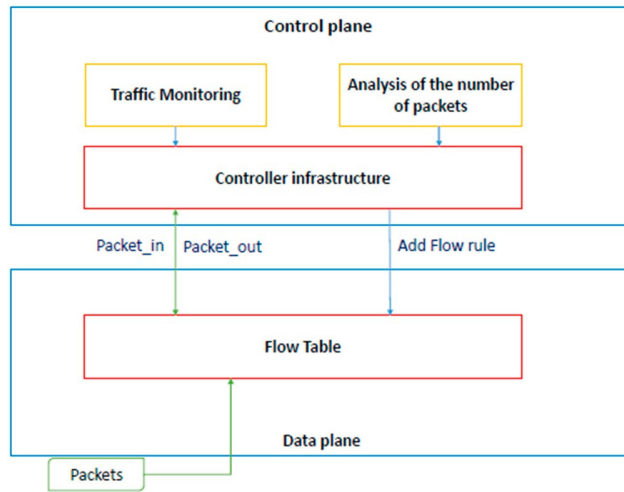 Control plane
Traffic Monitoring
Analysis of the number
of packets
Controller infrastructure
Packet_in
Packet_out
Add Flow rule
Flow Table
Data plane
Packets